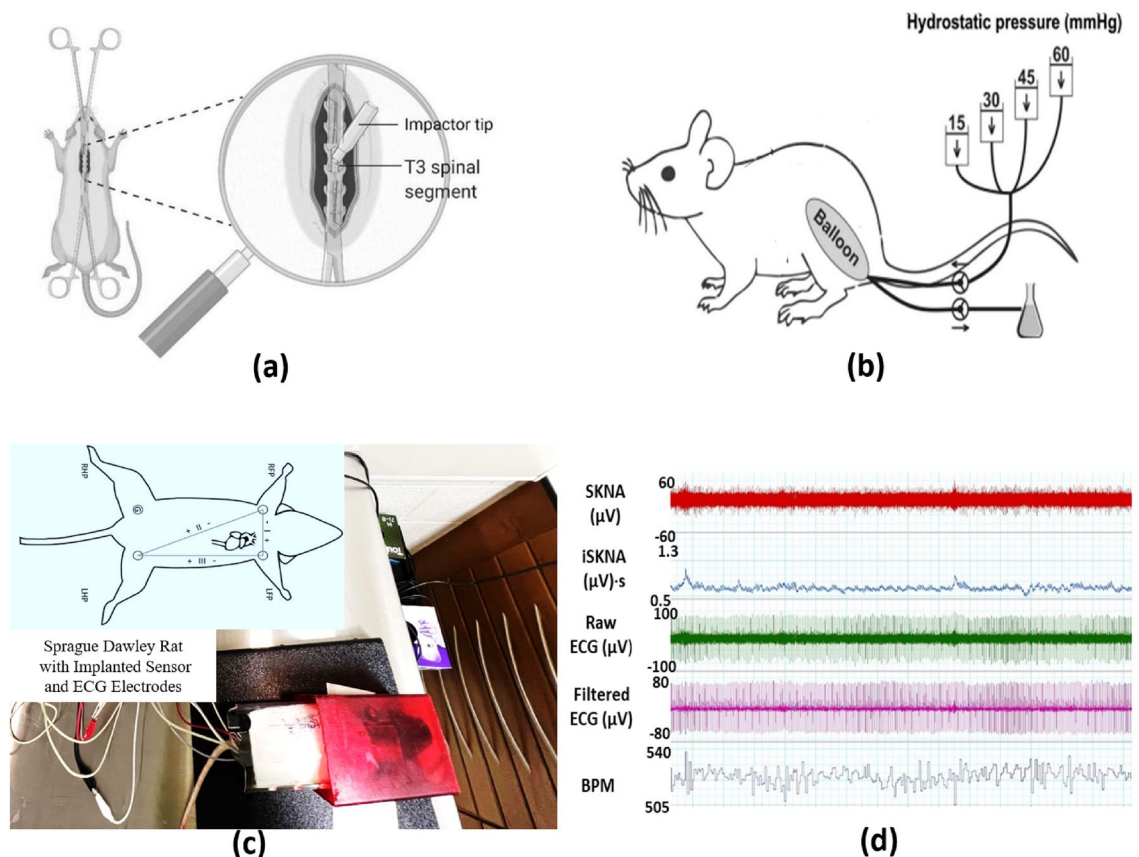 Impactor tip
T3 spinal
segment
(a)
Hydrostatic pressure (mmHg)
60
45
30
15
Balloon
(b)
RHP
RFP
G
- II +
- I +
- III +
LHP
LFP
Sprague Dawley Rat
with Implanted Sensor
and ECG Electrodes
(c)
SKNA
(µV)
60
-60
iSKNA
(µV)·s
1.3
0.5
Raw
ECG (µV)
100
-100
Filtered
ECG (µV)
80
-80
BPM
540
505
(d)